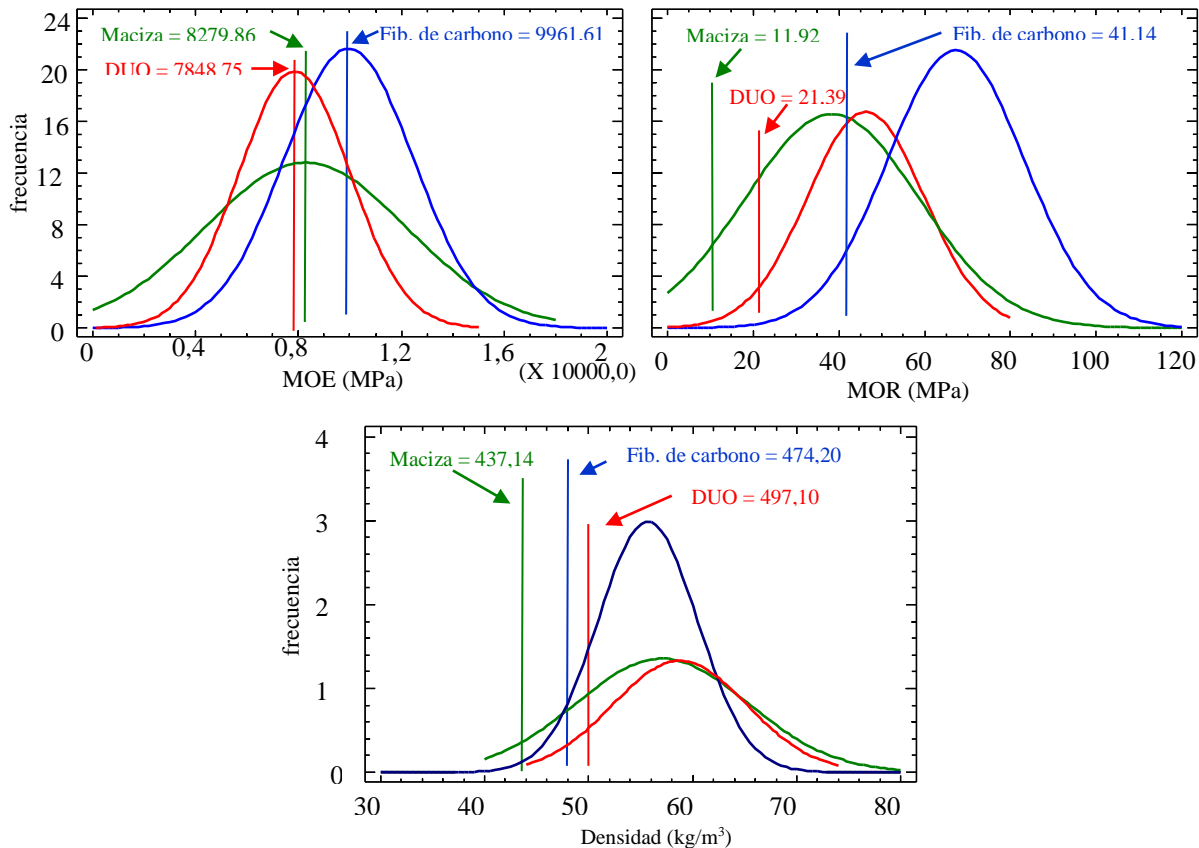 24
20
16
12
8
4
0
frecuencia
Maciza = 8279.86
DUO = 7848.75
Fib. de carbono = 9961.61
0
0,4
0,8
1,2
1,6
2
MOE (MPa)
(X 10000,0)
Maciza = 11.92
DUO = 21.39
Fib. de carbono = 41.14
0
20
40
60
80
100
120
MOR (MPa)
4
3
2
1
0
frecuencia
Maciza = 437,14
Fib. de carbono = 474,20
DUO = 497,10
30
40
50
60
70
80
Densidad (kg/m³)